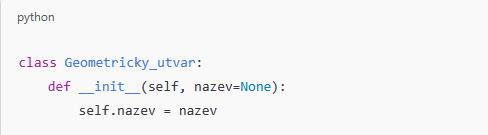 python
class Geometricky_utvar:
    def __init__(self, nazev=None):
        self.nazev = nazev